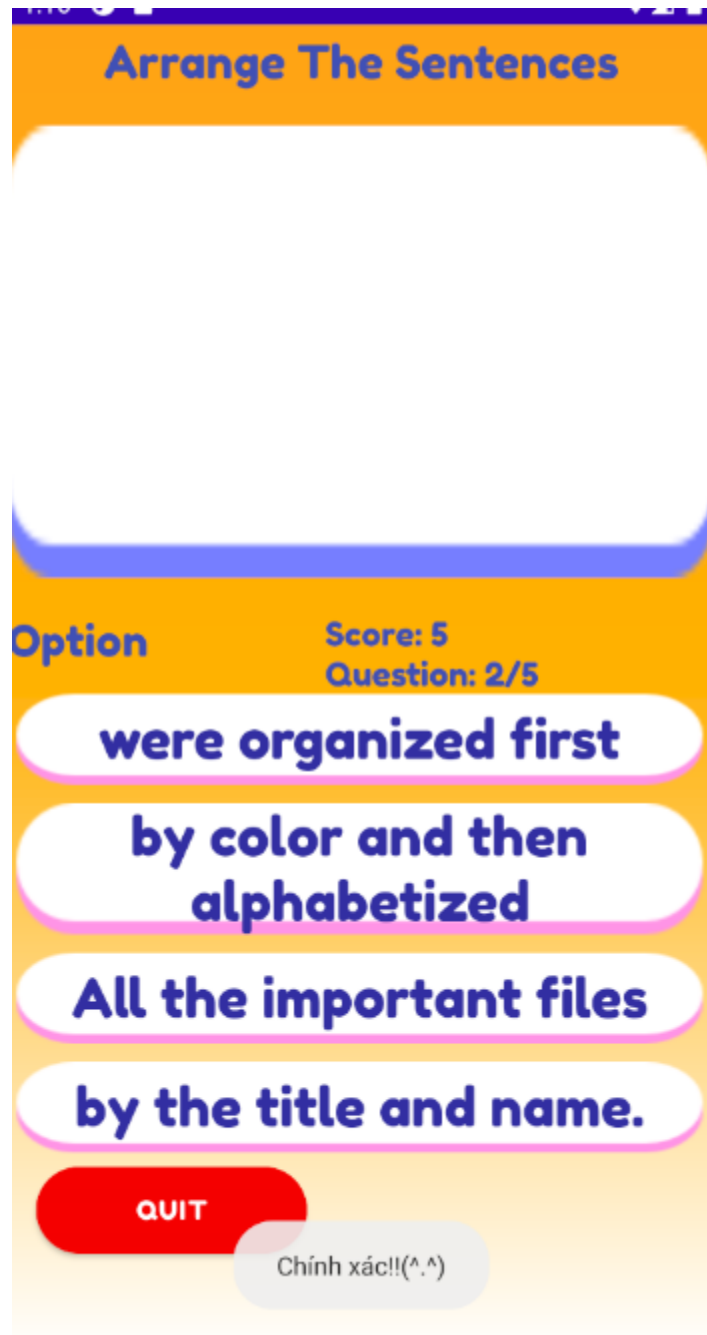 Arrange The Sentences
Option
Score: 5
Question: 2/5
were organized first
by color and then
alphabetized
All the important files
by the title and name.
QUIT
Chính xác!!(^.^)